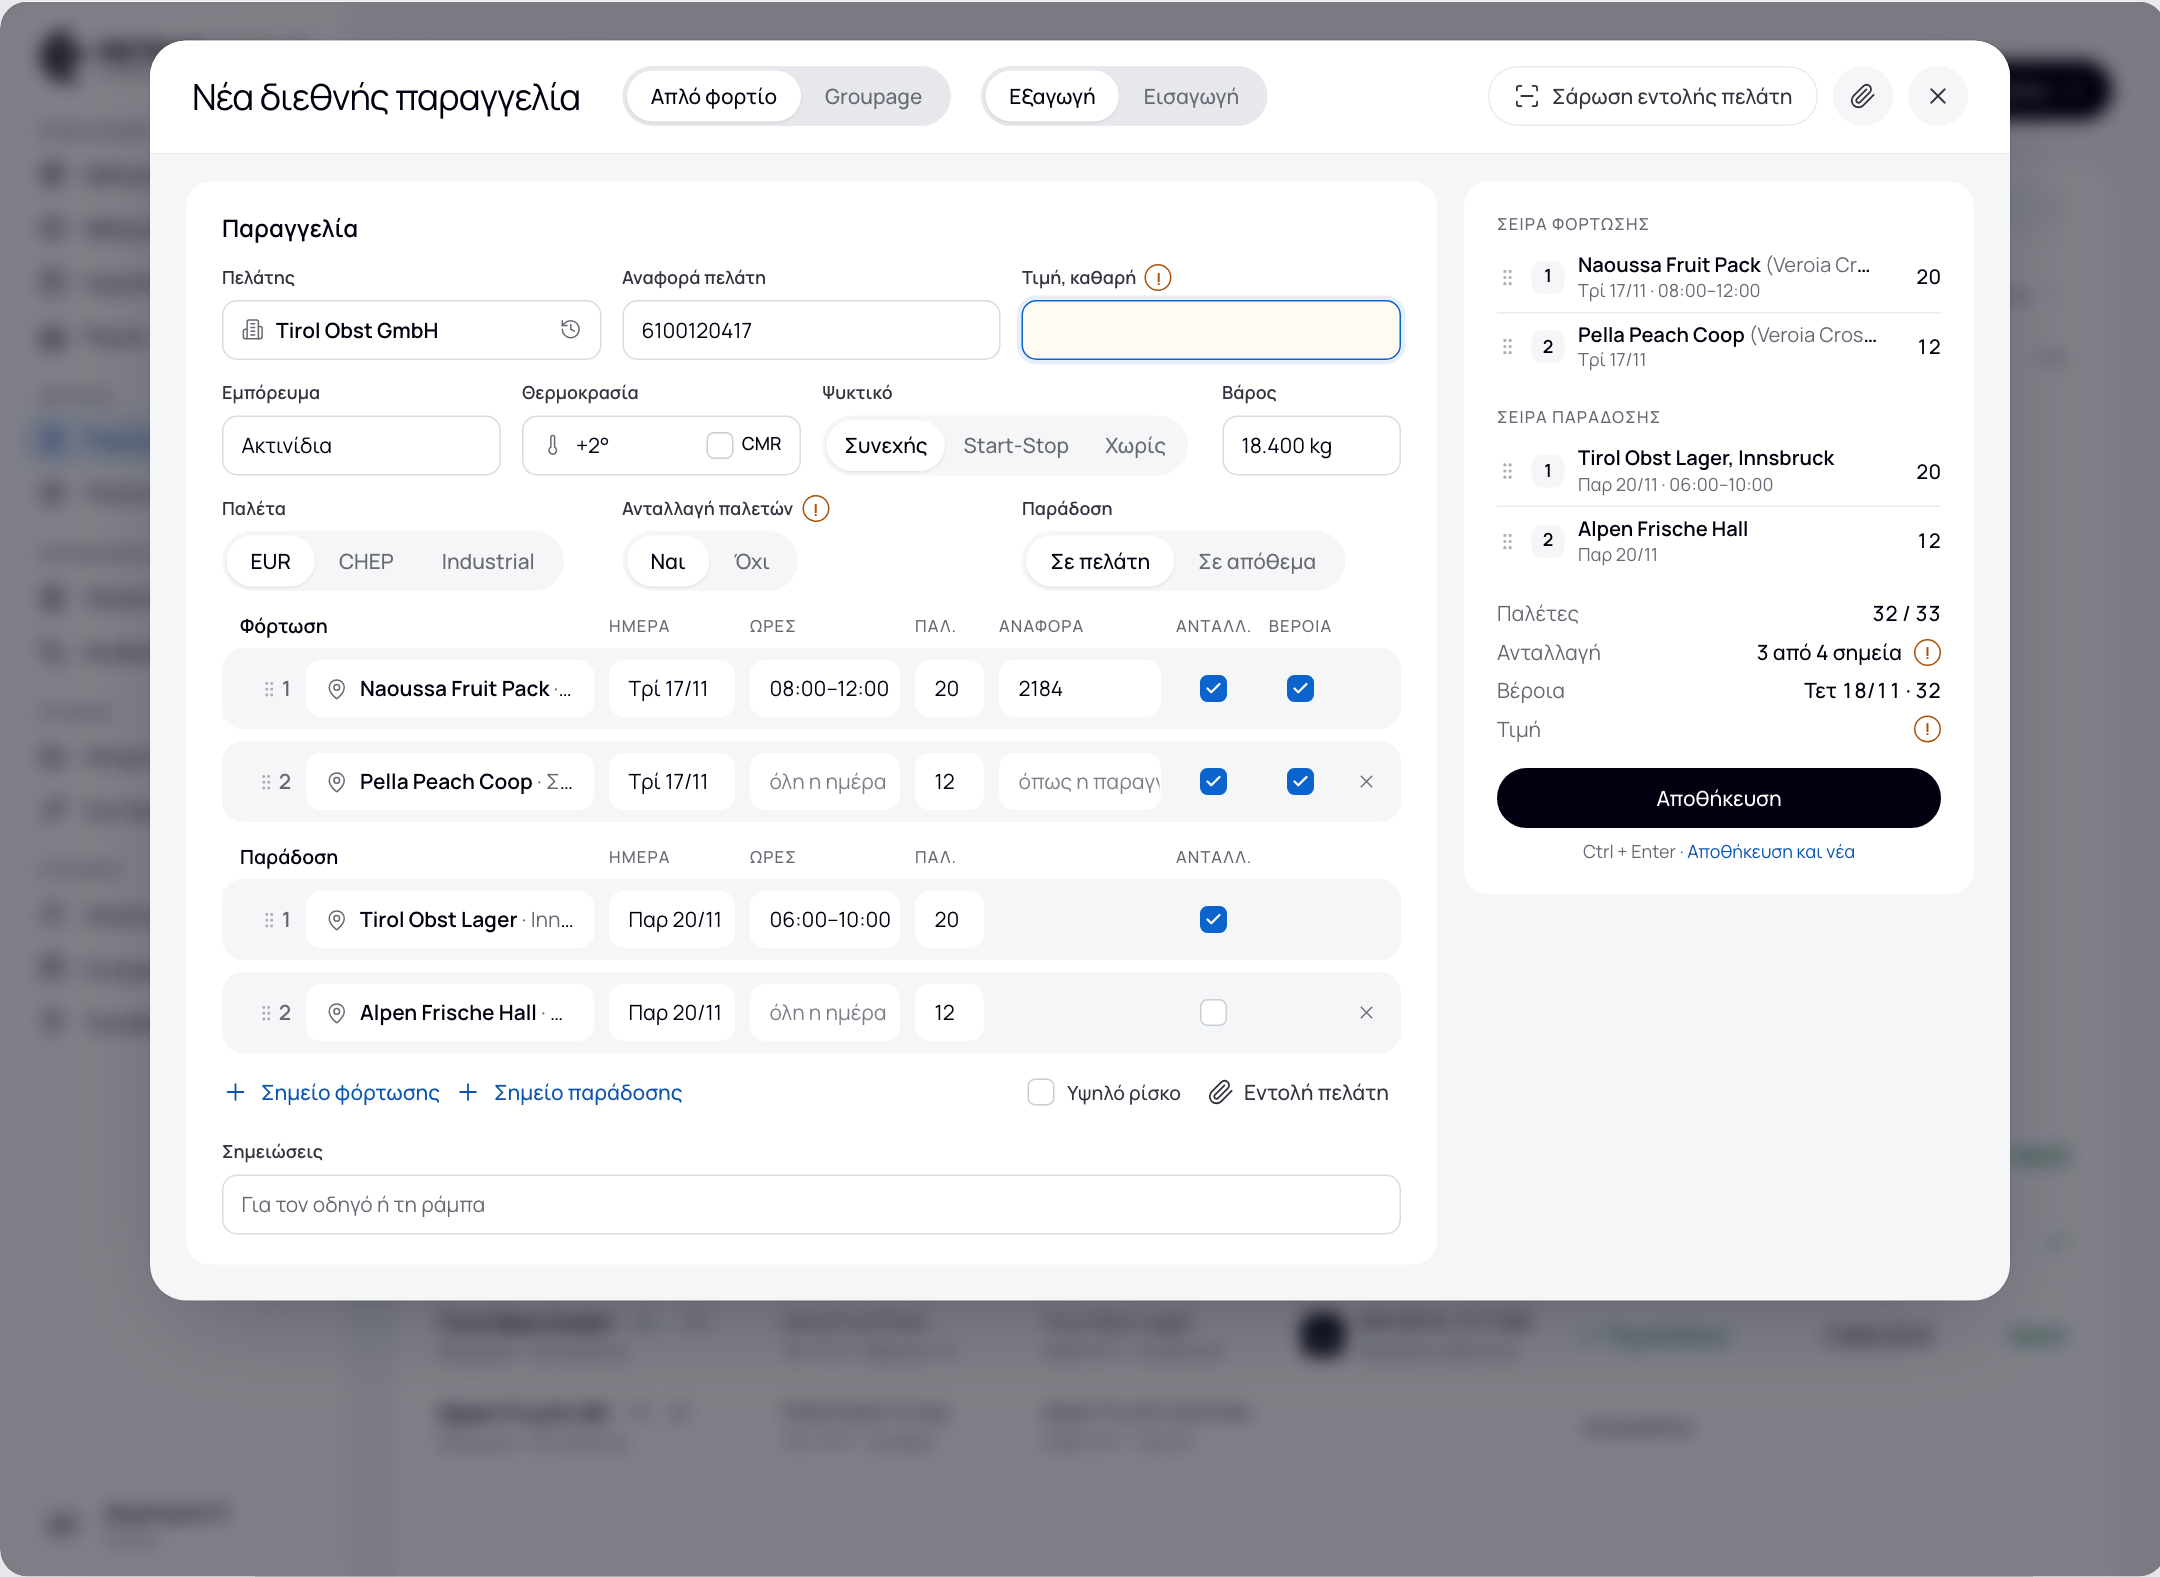 Νέα διεθνής παραγγελία
Απλό φορτίο Groupage
Εξαγωγή Εισαγωγή
Σάρωση εντολής πελάτη
Παραγγελία
Πελάτης Αναφορά πελάτη Τιμή, καθαρή !
Tirol Obst GmbH 6100120417
Εμπόρευμα Θερμοκρασία Ψυκτικό Βάρος
Ακτινίδια +2° CMR Συνεχής Start-Stop Χωρίς 18.400 kg
Παλέτα Ανταλλαγή παλετών ! Παράδοση
EUR CHEP Industrial Ναι Όχι Σε πελάτη Σε απόθεμα
Φόρτωση ΗΜΕΡΑ ΩΡΕΣ ΠΑΛ. ΑΝΑΦΟΡΑ ΑΝΤΑΛΛ. ΒΕΡΟΙΑ
1 Naoussa Fruit Pack ·... Τρί 17/11 08:00–12:00 20 2184
2 Pella Peach Coop · Σ... Τρί 17/11 όλη η ημέρα 12 όπως η παραγγ
Παράδοση ΗΜΕΡΑ ΩΡΕΣ ΠΑΛ. ΑΝΤΑΛΛ.
1 Tirol Obst Lager · Inn... Παρ 20/11 06:00–10:00 20
2 Alpen Frische Hall · ... Παρ 20/11 όλη η ημέρα 12
+ Σημείο φόρτωσης + Σημείο παράδοσης Υψηλό ρίσκο Εντολή πελάτη
Σημειώσεις
Για τον οδηγό ή τη ράμπα
ΣΕΙΡΑ ΦΟΡΤΩΣΗΣ
1 Naoussa Fruit Pack (Veroia Cr... 20
Τρί 17/11 · 08:00–12:00
2 Pella Peach Coop (Veroia Cros... 12
Τρί 17/11
ΣΕΙΡΑ ΠΑΡΑΔΟΣΗΣ
1 Tirol Obst Lager, Innsbruck 20
Παρ 20/11 · 06:00–10:00
2 Alpen Frische Hall 12
Παρ 20/11
Παλέτες 32 / 33
Ανταλλαγή 3 από 4 σημεία !
Βέροια Τετ 18/11 · 32
Τιμή !
Αποθήκευση
Ctrl + Enter · Αποθήκευση και νέα